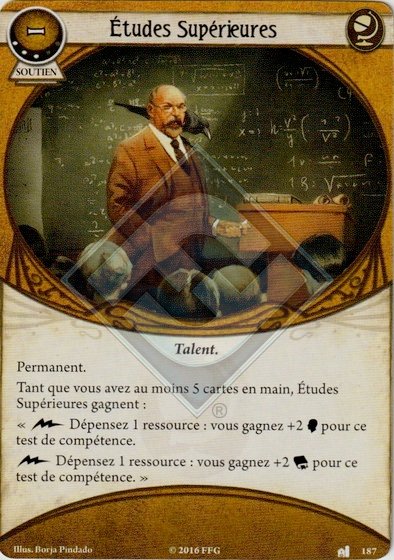 Études Supérieures
SOUTIEN
Talent.
Permanent.
Tant que vous avez au moins 5 cartes en main, Études
Supérieures gagnent :
« Dépensez 1 ressource : vous gagnez +2 pour ce
test de compétence.
Dépensez 1 ressource : vous gagnez +2 pour ce
test de compétence. »
Illus. Borja Pindado
© 2016 FFG
187